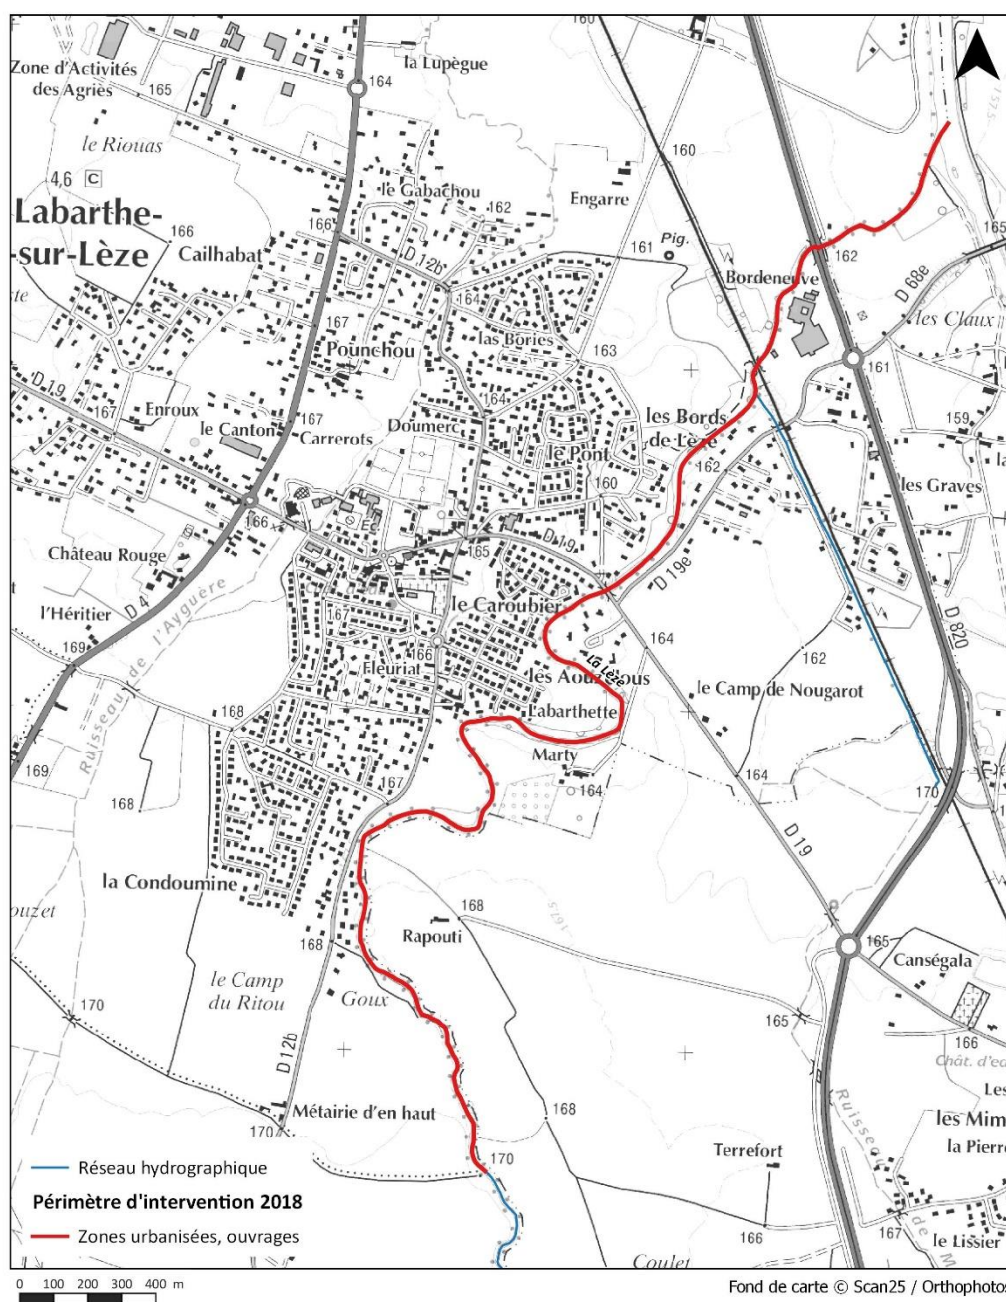 160
la Lupègue
Zone d'Activités
des Agriès
164
165
le Riouas
160
4,6 C
le Gabachou
162
Engarre
Labarthe-
-sur-Lèze
166
Cailhabat
166
D 12b
161
Pig.
162
165
Bordeneuve
D 68e
les Claux
164
167
Pounchou
las Bories
163
161
D 19
167
Enroux
le Canton
167
Carrerots
164
Doumerc
les Bords
de Lèze
159
le Pont
162
160
les Graves
166
Ec
165
D 19
Château Rouge
D 19e
l'Héritier
D 4
Ruisseau de l'Ayguère
le Caroubier
167
164
D 820
169
Fleuriat
166
La Lèze
162
le Camp de Nougarot
168
Labarthette
Marty
169
168
167
164
164
170
D 19
la Condoumine
ouzet
168
Rapouti
168
165
Canségala
le Camp
du Ritou
Goux
170
D 12b
165
166
Chât. d'ea
Les
Métairie d'en haut
170
168
les Mim
la Pierre
Terrefort
170
Ruisseau
de
M
Réseau hydrographique
Périmètre d'intervention 2018
Zones urbanisées, ouvrages
166
167
le Lissier
Coulet
0 100 200 300 400 m
Fond de carte © Scan25 / Orthophotos